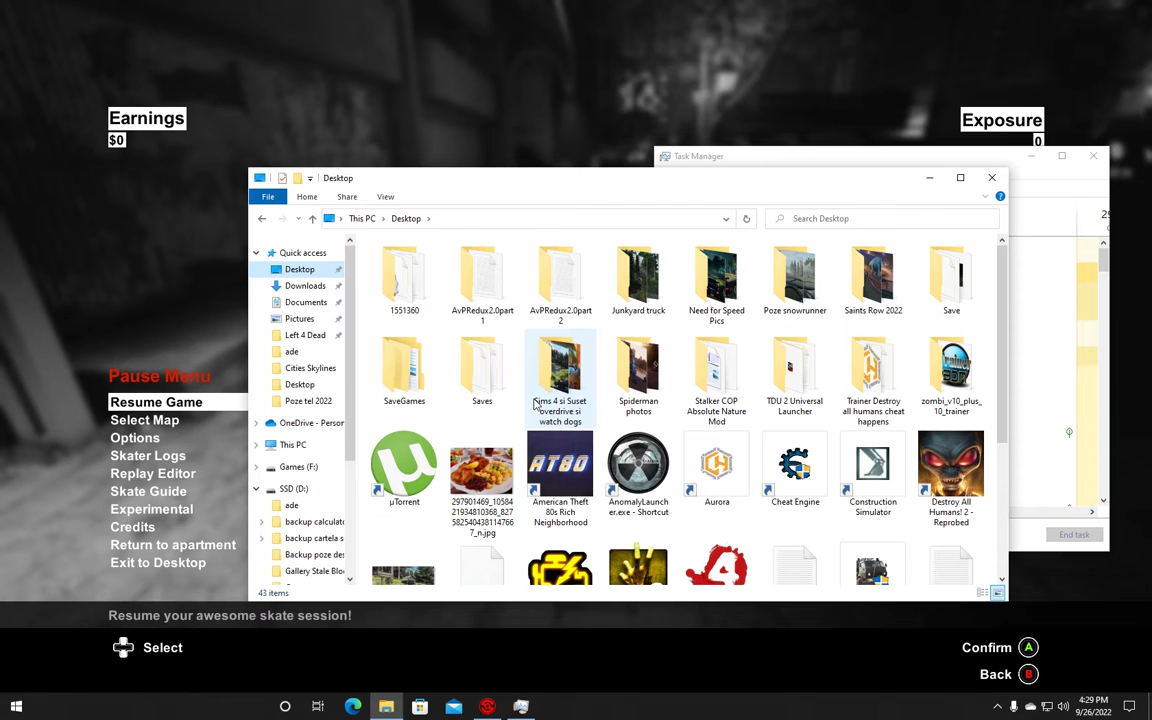 Earnings
$0
Exposure
0
Task Manager
Desktop
File
Home
Share
View
This PC
Desktop
Search Desktop
Quick access
Desktop
Downloads
Documents
Pictures
Left 4 Dead
ade
Cities Skylines
Desktop
Poze tel 2022
OneDrive - Person
This PC
Games (F:)
SSD (D:)
ade
backup calculato
backup cartela s
Backup poze des
Gallery Stale Blo
1551360
AvPRedux2.0part
1
AvPRedux2.0part
2
Junkyard truck
Need for Speed
Pics
Poze snowrunner
Saints Row 2022
Save
SaveGames
Saves
Sims 4 si Suset
overdrive si
watch dogs
Spiderman
photos
Stalker COP
Absolute Nature
Mod
TDU 2 Universal
Launcher
Trainer Destroy
all humans cheat
happens
zombi_v10_plus_
10_trainer
AT80
µTorrent
297901469_10584
21934810368_827
582540438114766
7_n.jpg
American Theft
80s Rich
Neighborhood
AnomalyLaunch
er.exe - Shortcut
Aurora
Cheat Engine
Construction
Simulator
Destroy All
Humans! 2 -
Reprobed
End task
43 items
Pause Menu
Resume Game
Select Map
Options
Skater Logs
Replay Editor
Skate Guide
Experimental
Credits
Return to apartment
Exit to Desktop
Resume your awesome skate session!
Select
Confirm A
Back B
4:29 PM
9/26/2022